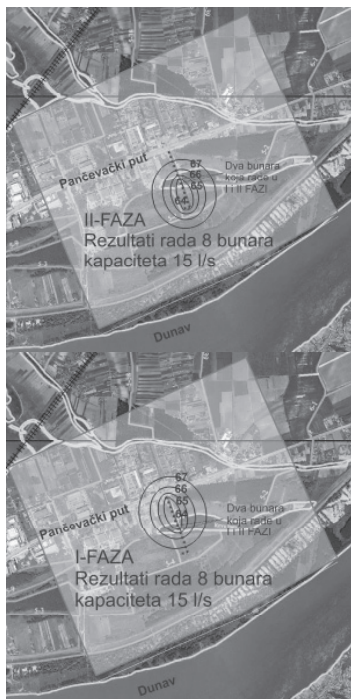 67
66
65
64
Pančevački put
Dva bunara
koja rade u
I i II FAZI
II-FAZA
Rezultati rada 8 bunara
kapaciteta 15 l/s
Dunav
67
66
65
64
Pančevački put
Dva bunara
koja rade u
I i II FAZI
I-FAZA
Rezultati rada 8 bunara
kapaciteta 15 l/s
Dunav